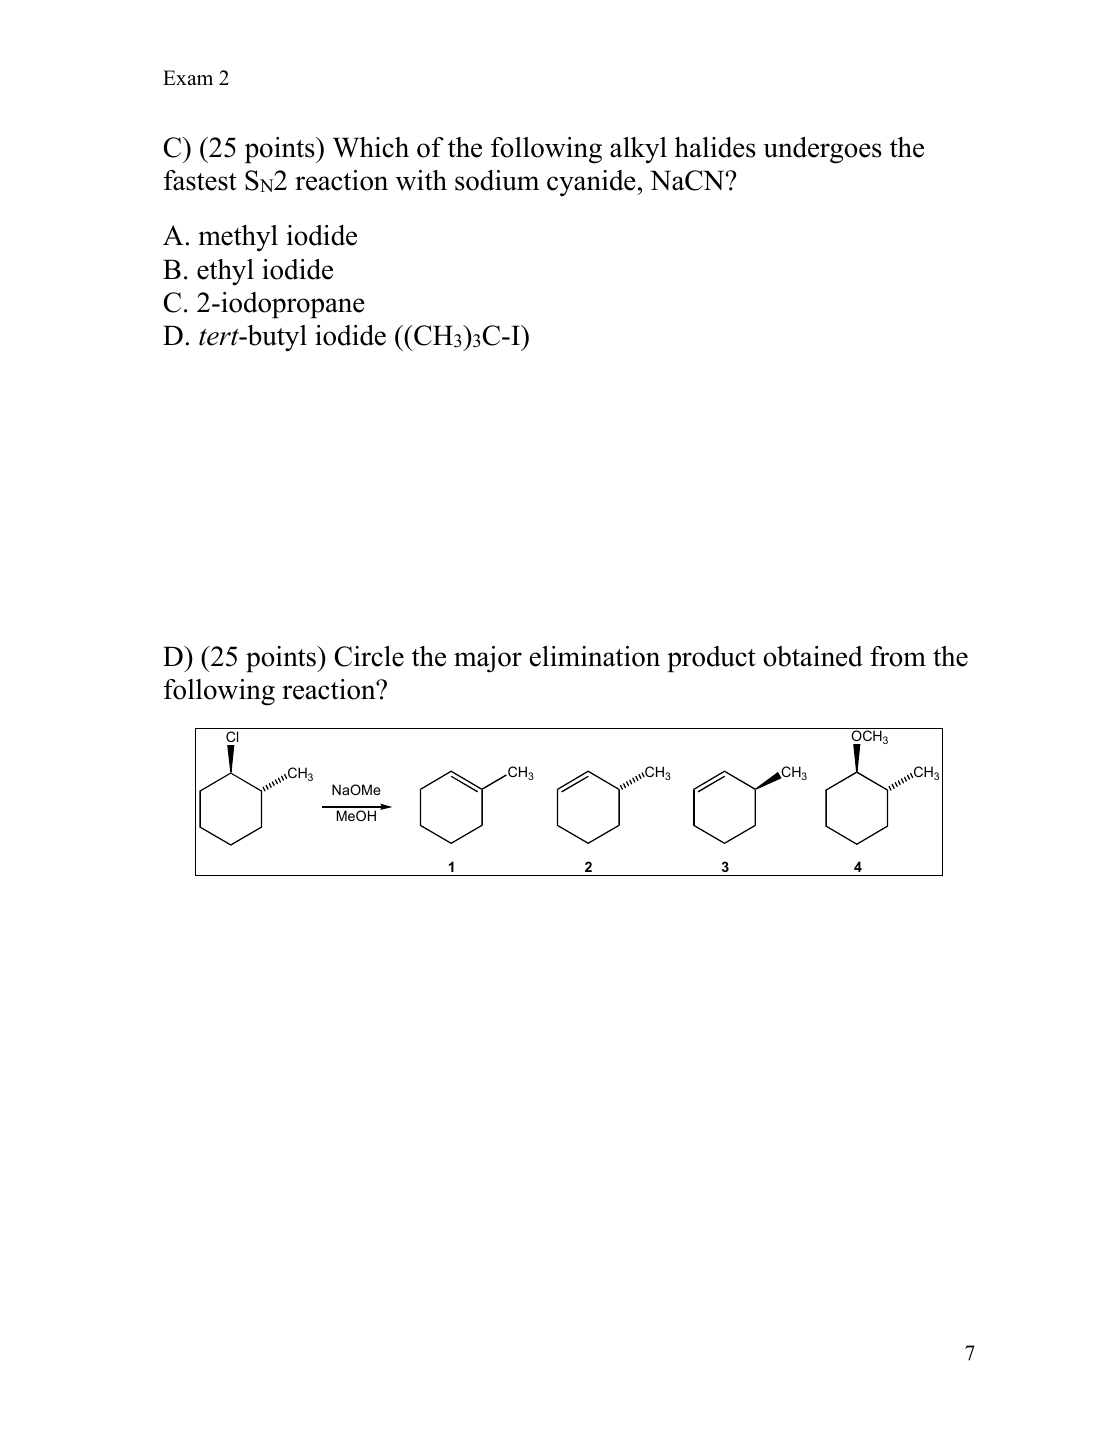 Exam 2
C) (25 points) Which of the following alkyl halides undergoes the
fastest SN2 reaction with sodium cyanide, NaCN?
A. methyl iodide
B. ethyl iodide
C. 2-iodopropane
D. tert-butyl iodide ((CH3)3C-I)
D) (25 points) Circle the major elimination product obtained from the
following reaction?
Cl
CH3
NaOMe
MeOH
CH3
1
CH3
2
CH3
3
OCH3
CH3
4
7